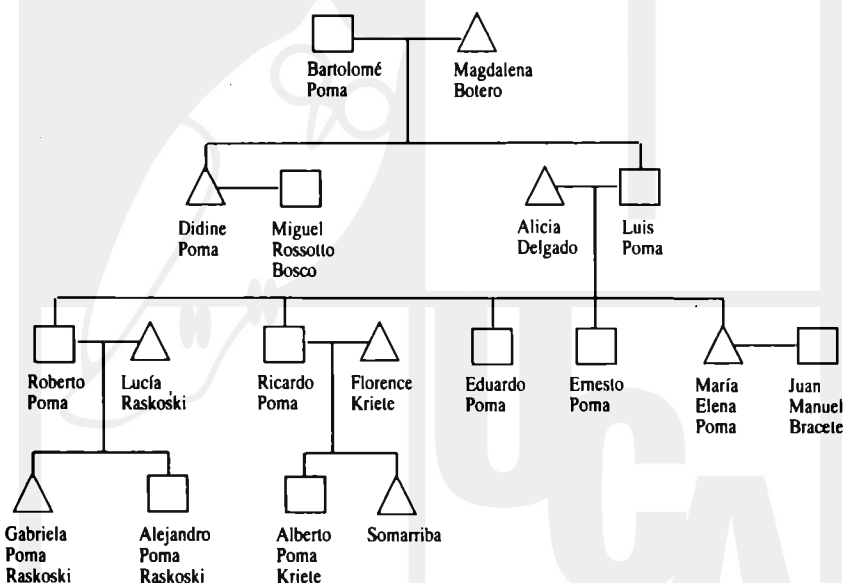 Bartolomé
Poma
Magdalena
Botero
Didine
Poma
Miguel
Rossotto
Bosco
Alicia
Delgado
Luis
Poma
Roberto
Poma
Lucía
Raskoski
Ricardo
Poma
Florence
Kriete
Eduardo
Poma
Ernesto
Poma
María
Elena
Poma
Juan
Manuel
Bracete
Gabriela
Poma
Raskoski
Alejandro
Poma
Raskoski
Alberto
Poma
Kriete
Somarriba
UCA